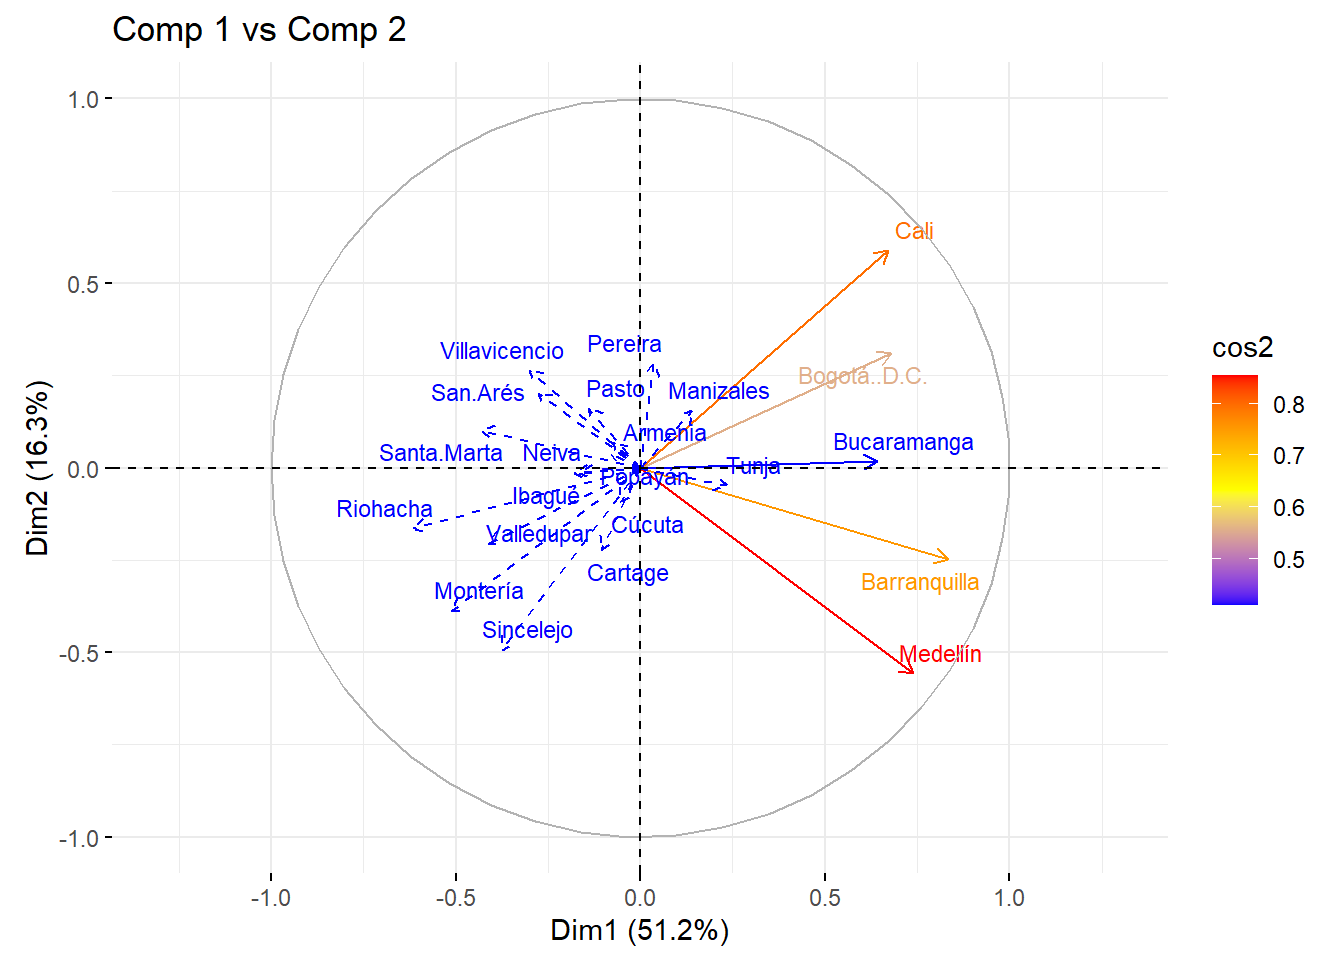 Comp 1 vs Comp 2
1.0
0.5
0.0
-0.5
-1.0
Dim2 (16.3%)
Cali
Pereira
Villavicencio
Bogotá..D.C.
San.Arés
Pasto
Manizales
Armenia
Bucaramanga
Santa.Marta
Neiva
Tunja
Popayán
Ibagué
Riohacha
Cúcuta
Valledupar
Cartage
Barranquilla
Montería
Sincelejo
Medellín
-1.0
-0.5
0.0
0.5
1.0
Dim1 (51.2%)
cos2
0.8
0.7
0.6
0.5